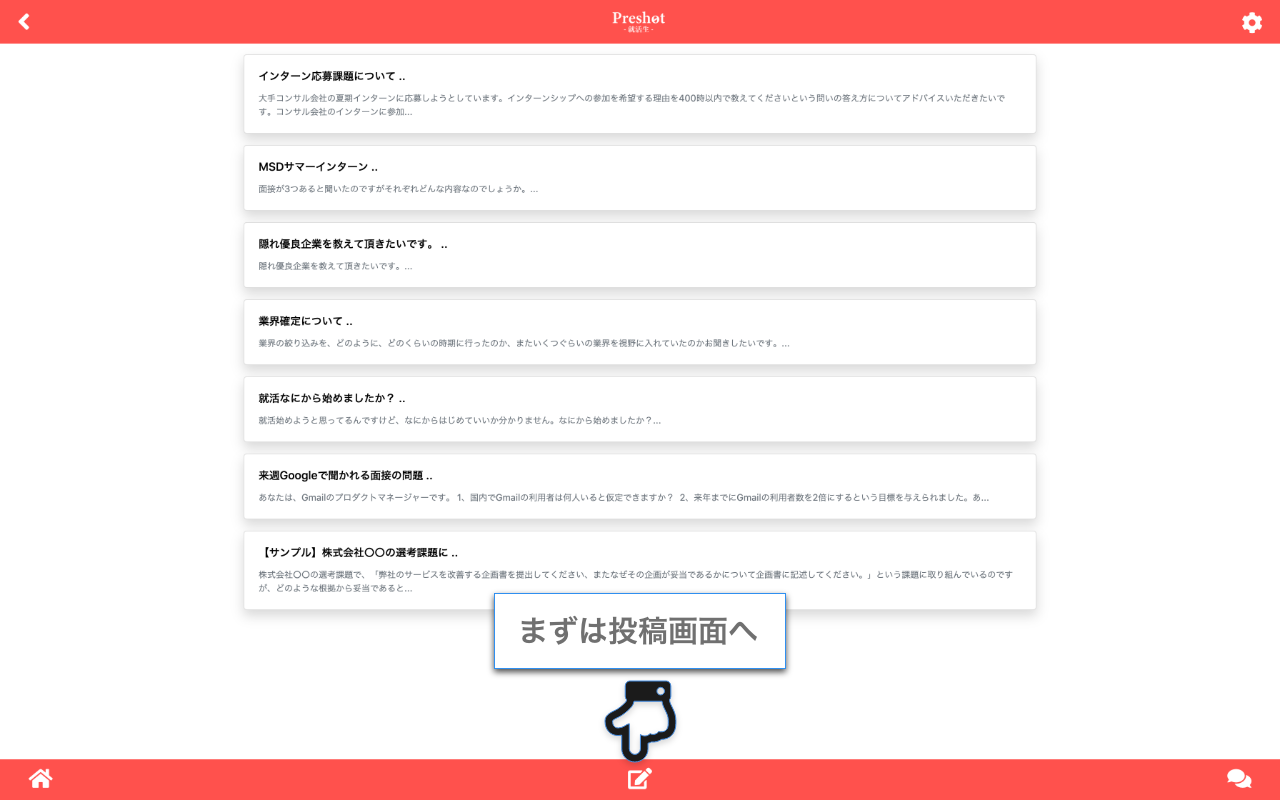 Preshot
- 就活生 -
インターン応募課題について ..
大手コンサル会社の夏期インターンに応募しようとしています。インターンシップへの参加を希望する理由を400時以内で教えてくださいという問いの答え方についてアドバイスいただきたいで
す。コンサル会社のインターンに参加...
MSDサマーインターン ..
面接が3つあると聞いたのですがそれぞれどんな内容なのでしょうか。...
隠れ優良企業を教えて頂きたいです。 ..
隠れ優良企業を教えて頂きたいです。...
業界確定について ..
業界の絞り込みを、どのように、どのくらいの時期に行ったのか、またいくつぐらいの業界を視野に入れていたのかお聞きしたいです。...
就活なにから始めましたか？ ..
就活始めようと思ってるんですけど、なにからはじめていいか分かりません。なにから始めましたか？...
来週Googleで聞かれる面接の問題 ..
あなたは、Gmailのプロダクトマネージャーです。 1、国内でGmailの利用者は何人いると仮定できますか？ 2、来年までにGmailの利用者数を2倍にするという目標を与えられました。あ...
【サンプル】株式会社〇〇の選考課題に ..
株式会社〇〇の選考課題で、「弊社のサービスを改善する企画書を提出してください、またなぜその企画が妥当であるかについて企画書に記述してください。」という課題に取り組んでいるのです
が、どのような根拠から妥当であると...
まずは投稿画面へ